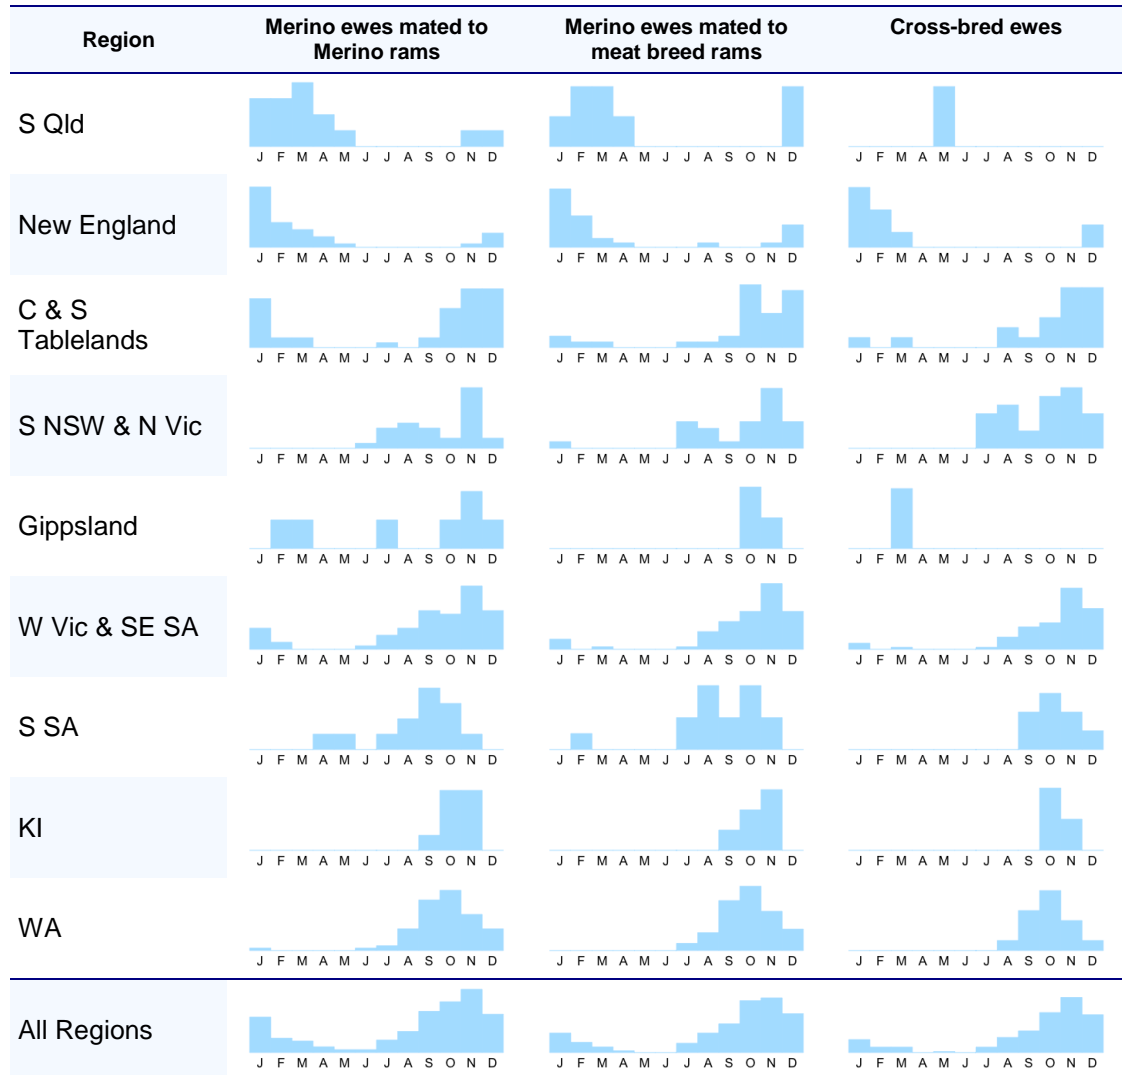 Region
Merino ewes mated to
Merino rams
Merino ewes mated to
meat breed rams
Cross-bred ewes
S Qld
J F M A M J J A S O N D
J F M A M J J A S O N D
J F M A M J J A S O N D
New England
J F M A M J J A S O N D
J F M A M J J A S O N D
J F M A M J J A S O N D
C & S
Tablelands
J F M A M J J A S O N D
J F M A M J J A S O N D
J F M A M J J A S O N D
S NSW & N Vic
J F M A M J J A S O N D
J F M A M J J A S O N D
J F M A M J J A S O N D
Gippsland
J F M A M J J A S O N D
J F M A M J J A S O N D
J F M A M J J A S O N D
W Vic & SE SA
J F M A M J J A S O N D
J F M A M J J A S O N D
J F M A M J J A S O N D
S SA
J F M A M J J A S O N D
J F M A M J J A S O N D
J F M A M J J A S O N D
KI
J F M A M J J A S O N D
J F M A M J J A S O N D
J F M A M J J A S O N D
WA
J F M A M J J A S O N D
J F M A M J J A S O N D
J F M A M J J A S O N D
All Regions
J F M A M J J A S O N D
J F M A M J J A S O N D
J F M A M J J A S O N D